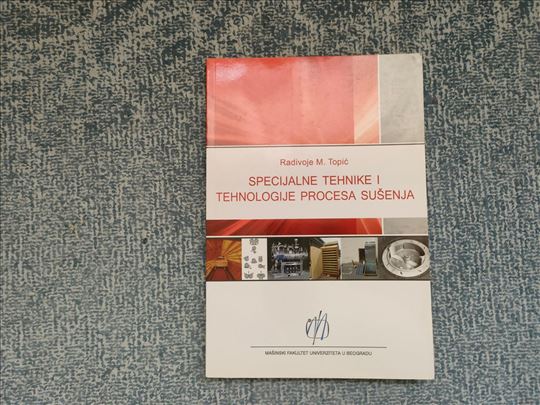 Radivoje M. Topić
SPECIJALNE TEHNIKE I
TEHNOLOGIJE PROCESA SUŠENJA
MAŠINSKI FAKULTET UNIVERZITETA U BEOGRADU